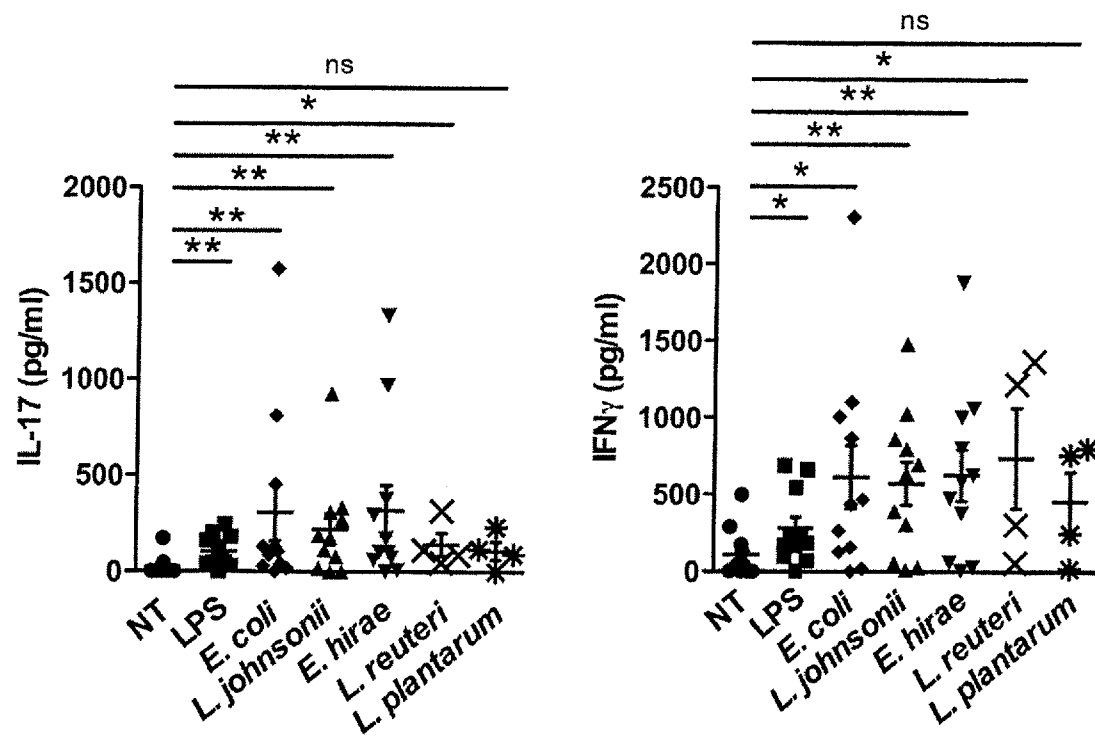 ns
*
**
**
**
**
IL-17 (pg/ml)
2000
1500
1000
500
0
NT
LPS
E. coli
L. johnsonii
E. hirae
L. reuteri
L. plantarum
ns
*
**
**
*
*
IFNγ (pg/ml)
2500
2000
1500
1000
500
0
NT
LPS
E. coli
L. johnsonii
E. hirae
L. reuteri
L. plantarum